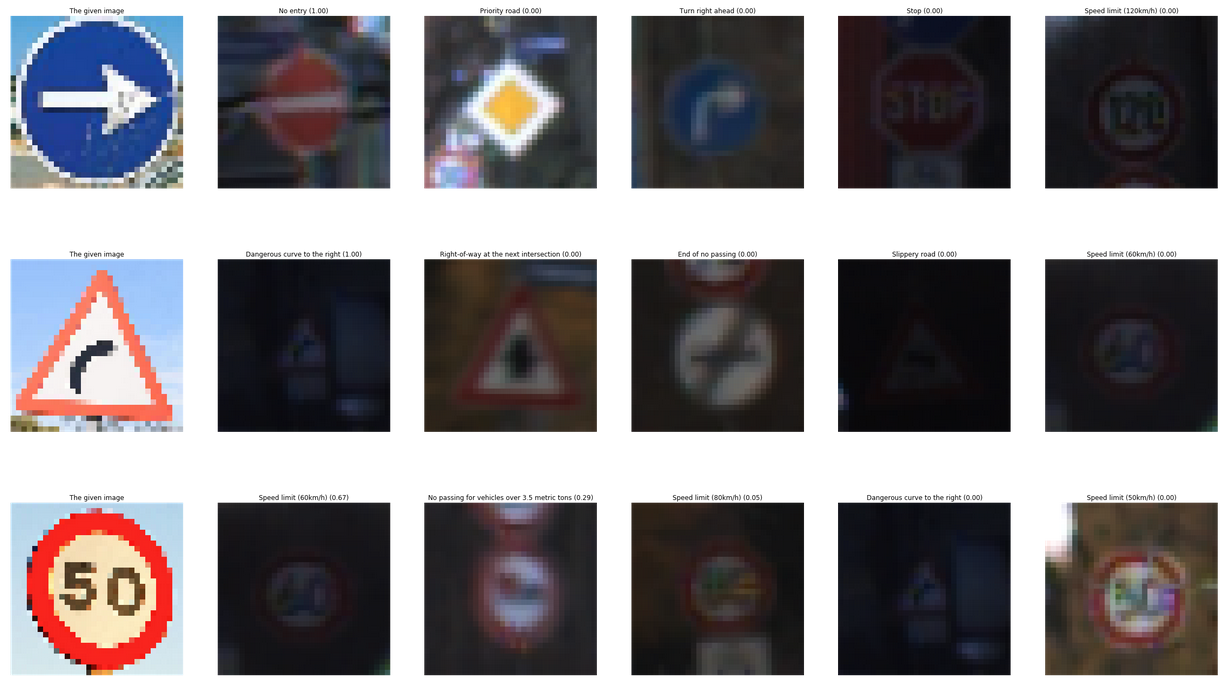 The given image
No entry (1.00)
Priority road (0.00)
Turn right ahead (0.00)
Stop (0.00)
Speed limit (120km/h) (0.00)
STOP
The given image
Dangerous curve to the right (1.00)
Right-of-way at the next intersection (0.00)
End of no passing (0.00)
Slippery road (0.00)
Speed limit (60km/h) (0.00)
The given image
Speed limit (60km/h) (0.67)
No passing for vehicles over 3.5 metric tons (0.29)
Speed limit (80km/h) (0.05)
Dangerous curve to the right (0.00)
Speed limit (50km/h) (0.00)
50